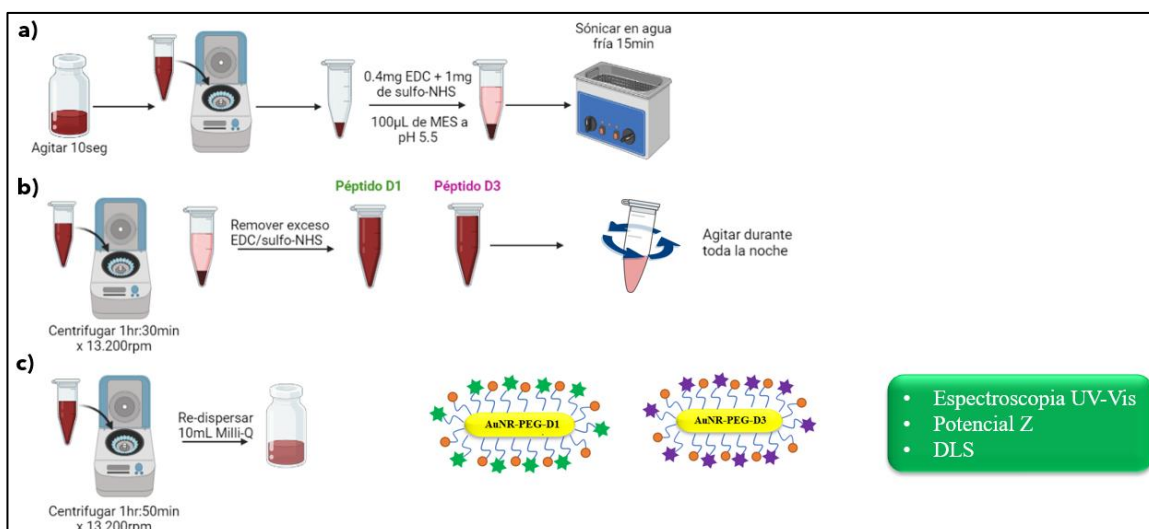 a)
Agitar 10seg
0.4mg EDC + 1mg
de sulfo-NHS
100µL de MES a
pH 5.5
Sónicar en agua
fría 15min
b)
Centrifugar 1hr:30min
x 13.200rpm
Remover exceso
EDC/sulfo-NHS
Péptido D1
Péptido D3
Agitar durante
toda la noche
c)
Centrifugar 1hr:50min
x 13.200rpm
Re-dispersar
10mL Milli-Q
AuNR-PEG-D1
AuNR-PEG-D3
• Espectroscopia UV-Vis
• Potencial Z
• DLS